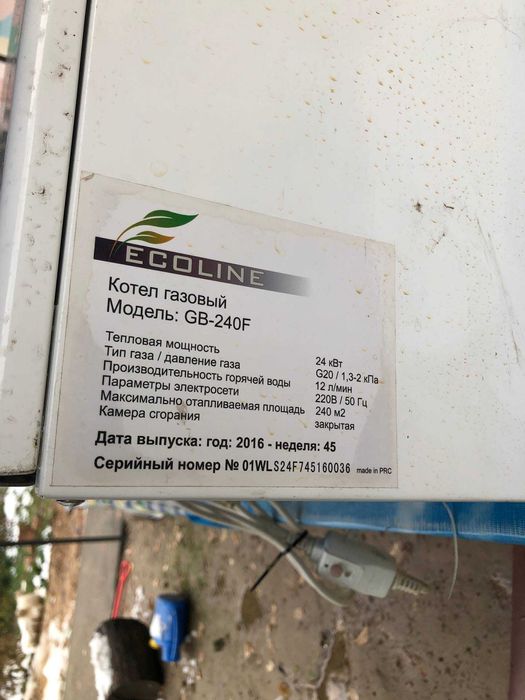 ECOLINE
Котел газовый
Модель: GB-240F
Тепловая мощность 24 кВт
Тип газа / давление газа G20 / 1,3-2 кПа
Производительность горячей воды 12 л/мин
Параметры электросети 220В / 50 Гц
Максимально отапливаемая площадь 240 м2
Камера сгорания закрытая
Дата выпуска: год: 2016 - неделя: 45
Серийный номер № 01WLS24F745160036 made in PRC